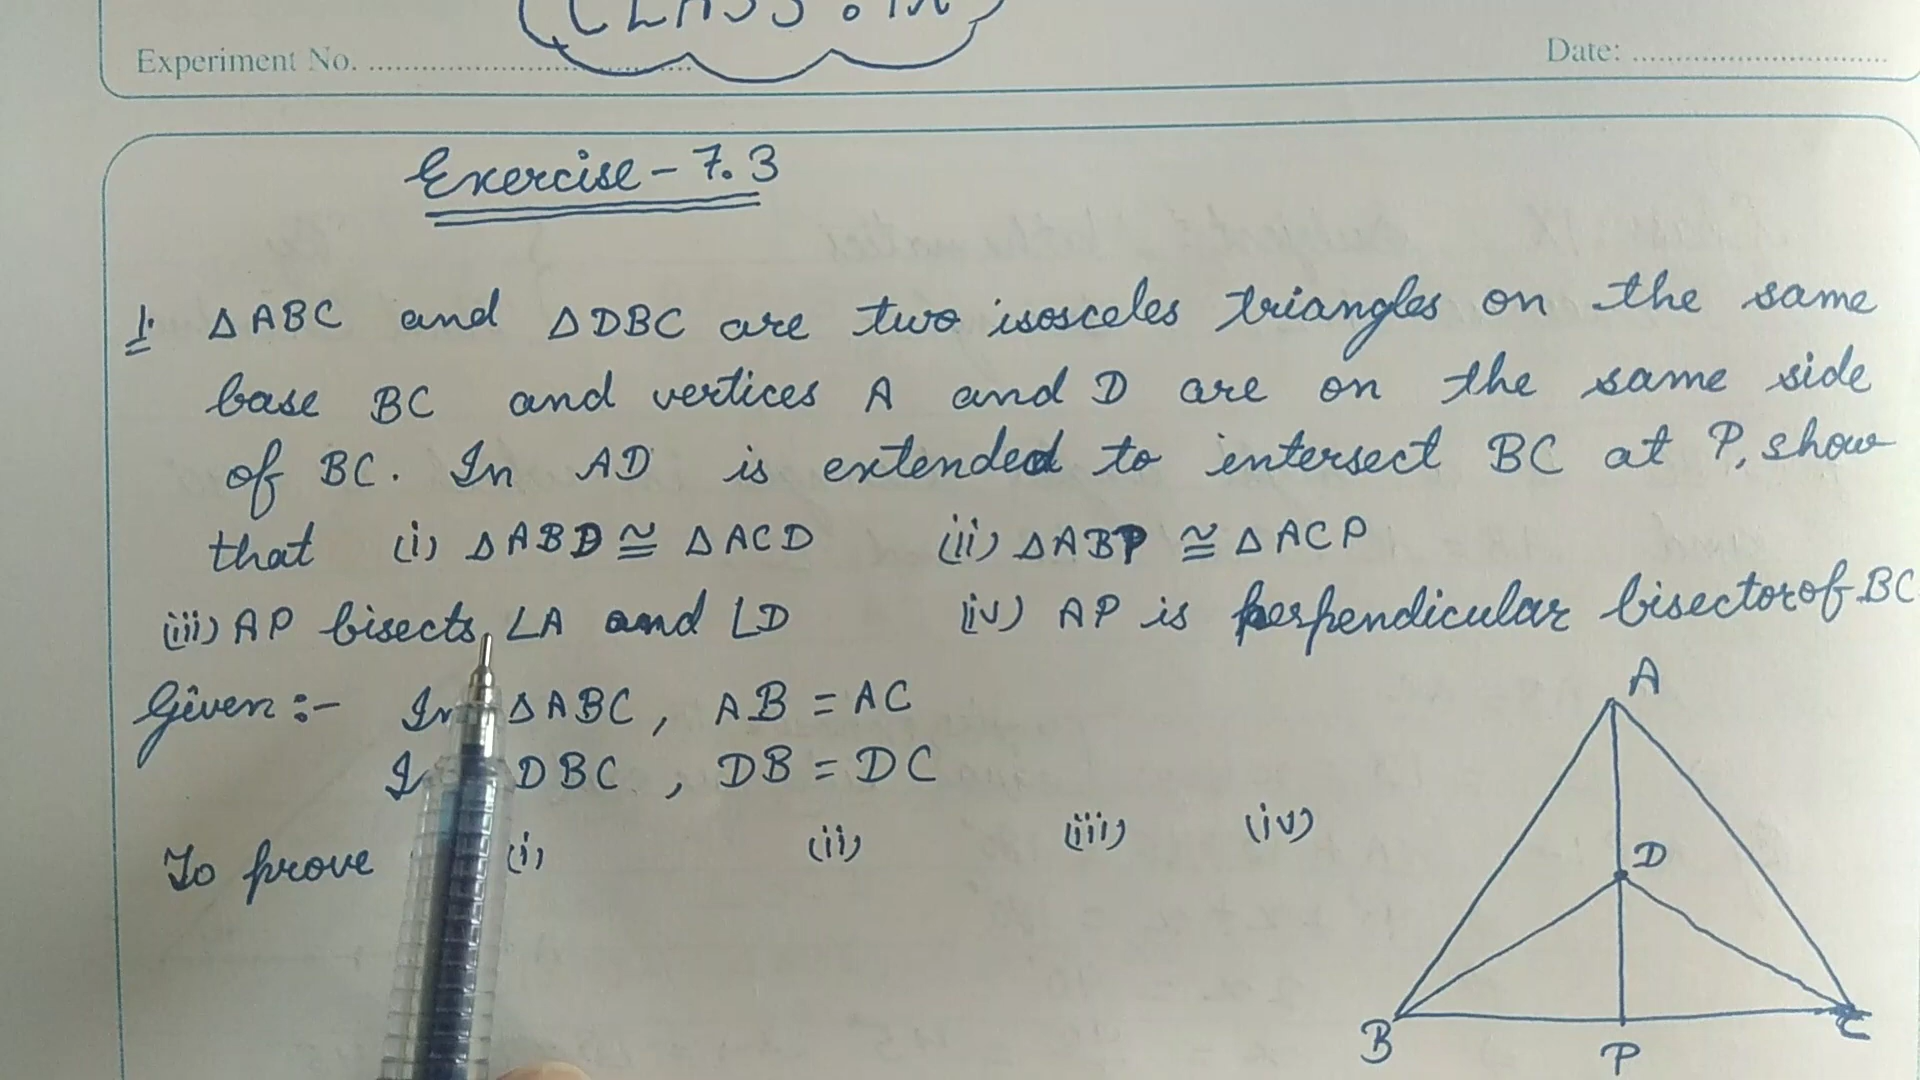 CLASS : IX
Experiment No. ........................................
Date: ................................
Exercise - 7.3
1. ΔABC and ΔDBC are two isosceles triangles on the same
base BC and vertices A and D are on the same side
of BC. In AD is extended to intersect BC at P, show
that (i) ΔABD ≅ ΔACD (ii) ΔABP ≅ ΔACP
(iii) AP bisects ∠A and ∠D (iv) AP is perpendicular bisector of BC
Given :- In ΔABC, AB = AC
DBC, DB = DC
To prove (i) (ii) (iii) (iv)
A
D
B
P
C